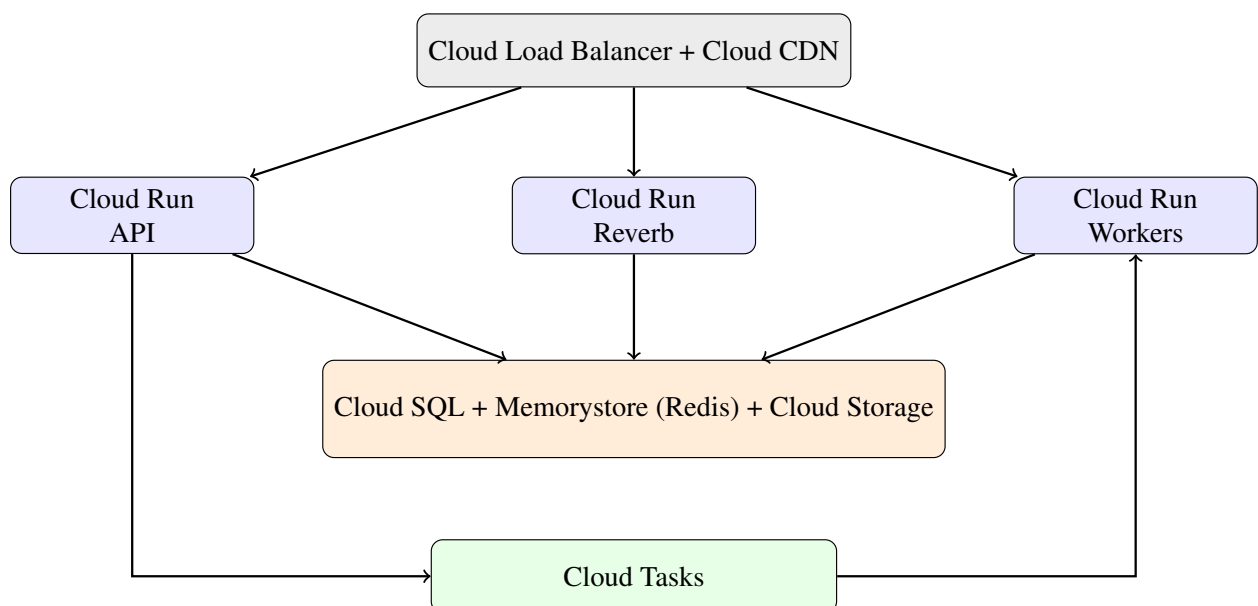 Cloud Load Balancer + Cloud CDN
Cloud Run
API
Cloud Run
Reverb
Cloud Run
Workers
Cloud SQL + Memorystore (Redis) + Cloud Storage
Cloud Tasks